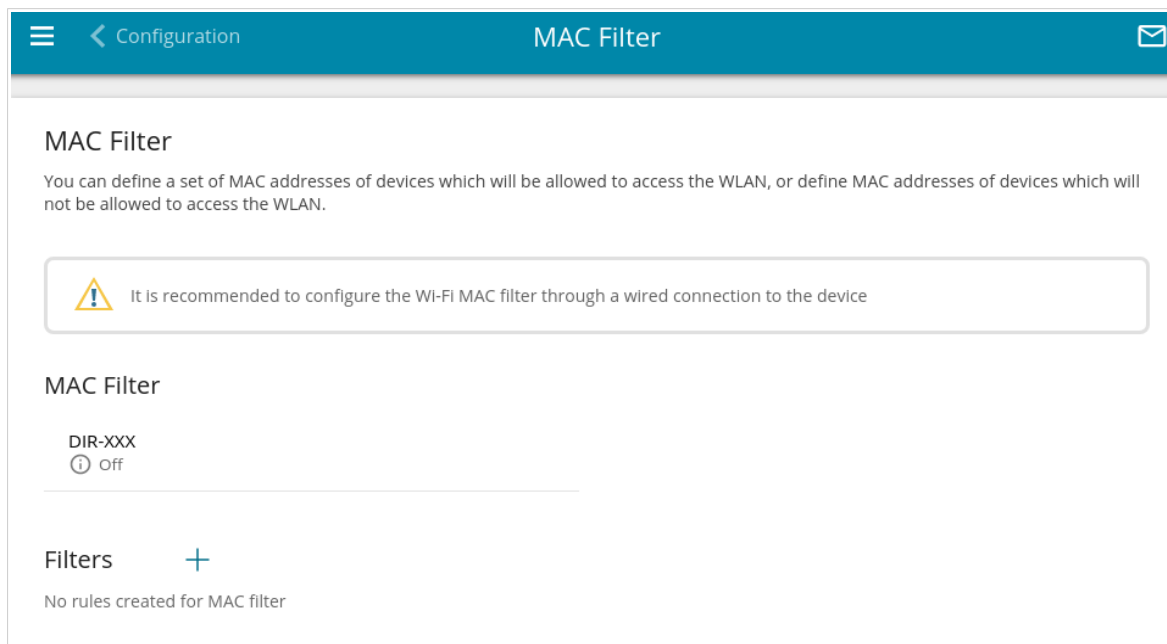 Configuration
MAC Filter
MAC Filter
You can define a set of MAC addresses of devices which will be allowed to access the WLAN, or define MAC addresses of devices which will
not be allowed to access the WLAN.
It is recommended to configure the Wi-Fi MAC filter through a wired connection to the device
MAC Filter
DIR-XXX
Off
Filters
No rules created for MAC filter